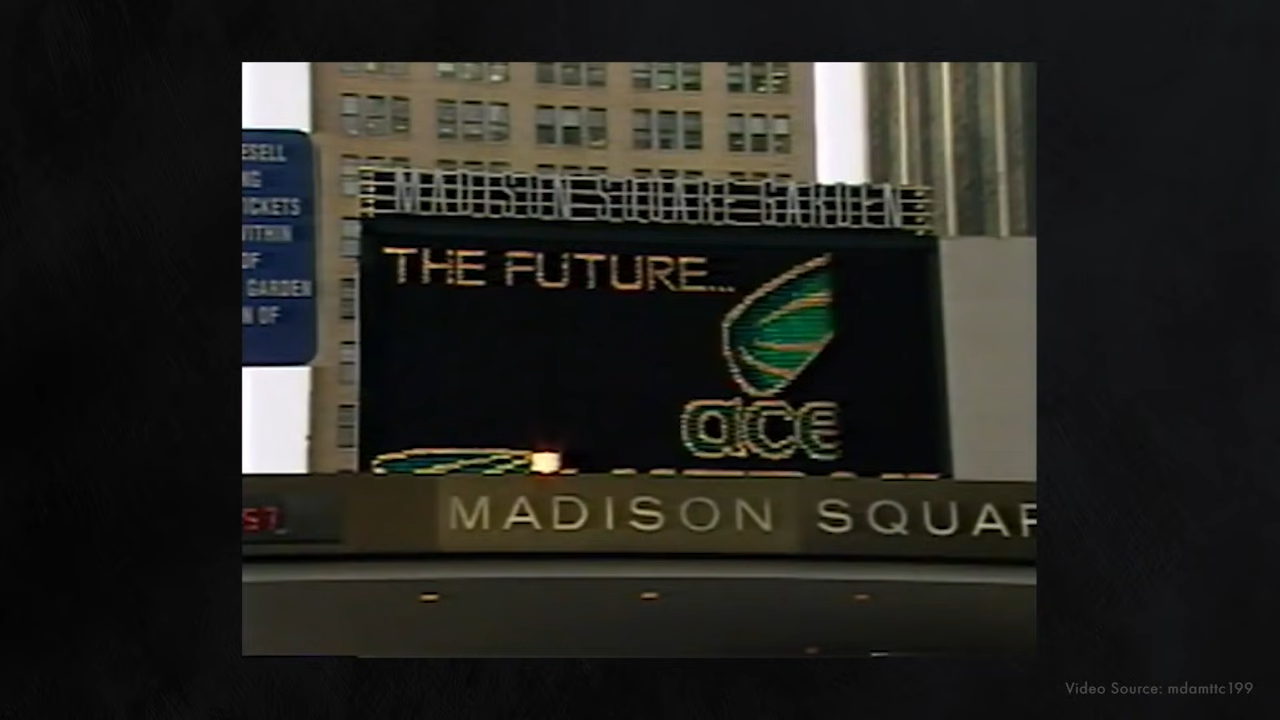 ESELL
NG
TICKETS
WITHIN
OF
GARDEN
N OF
MADISON SQUARE GARDEN
THE FUTURE...
ace
MADISON SQUAR
Video Source: mdamttc199